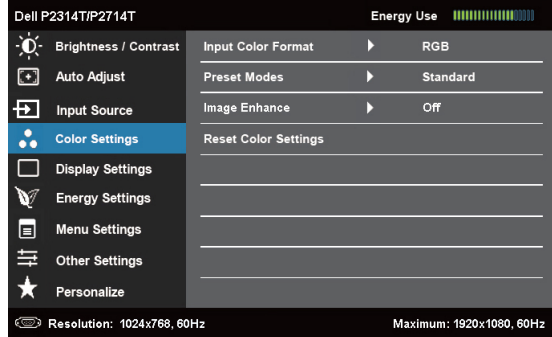 Dell P2314T/P2714T Energy Use
Brightness / Contrast Input Color Format RGB
Auto Adjust Preset Modes Standard
Input Source Image Enhance Off
Color Settings Reset Color Settings
Display Settings
Energy Settings
Menu Settings
Other Settings
Personalize
Resolution: 1024x768, 60Hz Maximum: 1920x1080, 60Hz